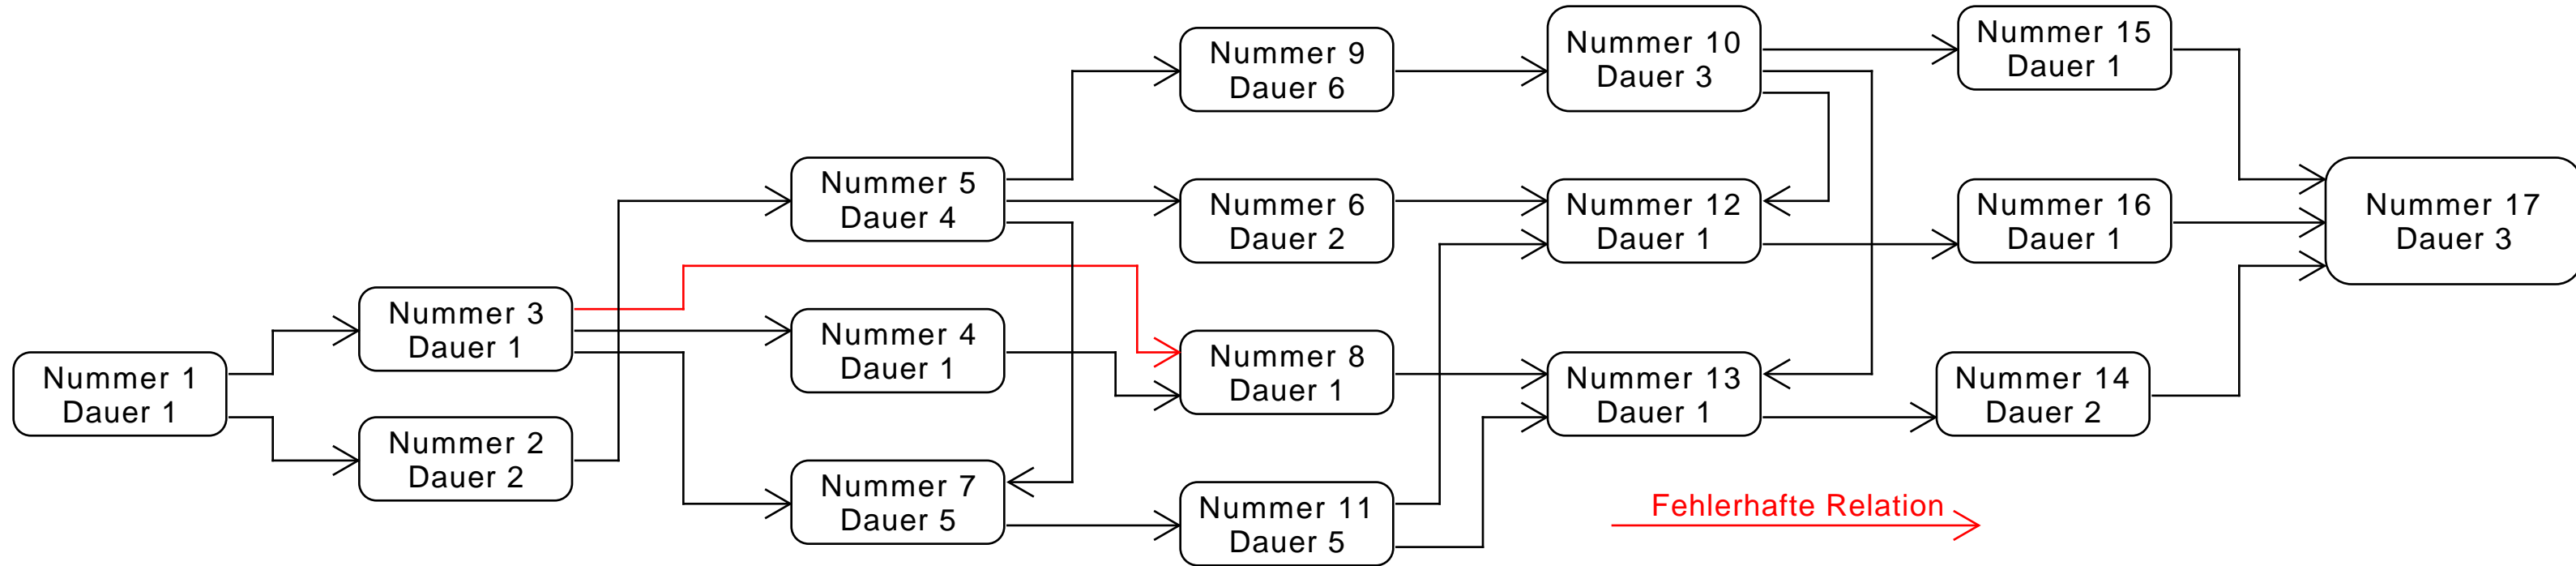 Nummer 1
Dauer 1
Nummer 3
Dauer 1
Nummer 2
Dauer 2
Nummer 5
Dauer 4
Nummer 4
Dauer 1
Nummer 7
Dauer 5
Nummer 9
Dauer 6
Nummer 6
Dauer 2
Nummer 8
Dauer 1
Nummer 11
Dauer 5
Nummer 10
Dauer 3
Nummer 12
Dauer 1
Nummer 13
Dauer 1
Nummer 15
Dauer 1
Nummer 16
Dauer 1
Nummer 14
Dauer 2
Nummer 17
Dauer 3
Fehlerhafte Relation